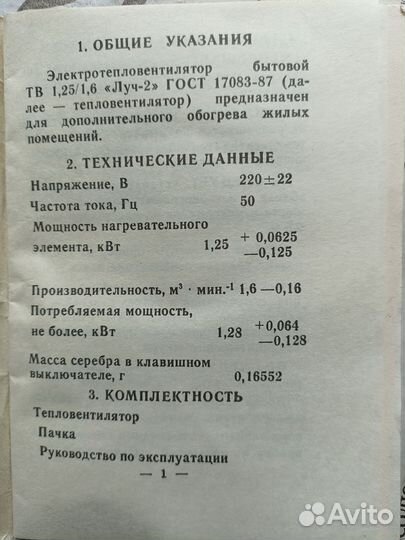 1. ОБЩИЕ УКАЗАНИЯ
Электротепловентилятор бытовой
ТВ 1,25/1,6 «Луч-2» ГОСТ 17083-87 (да-
лее — тепловентилятор) предназначен
для дополнительного обогрева жилых
помещений.
2. ТЕХНИЧЕСКИЕ ДАННЫЕ
Напряжение, В 220±22
Частота тока, Гц 50
Мощность нагревательного
элемента, кВт 1,25 + 0,0625
—0,125
Производительность, м³ · мин.⁻¹ 1,6 —0,16
Потребляемая мощность,
не более, кВт 1,28 +0,064
—0,128
Масса серебра в клавишном
выключателе, г 0,16552
3. КОМПЛЕКТНОСТЬ
Тепловентилятор
Пачка
Руководство по эксплуатации
— 1 —
Avito